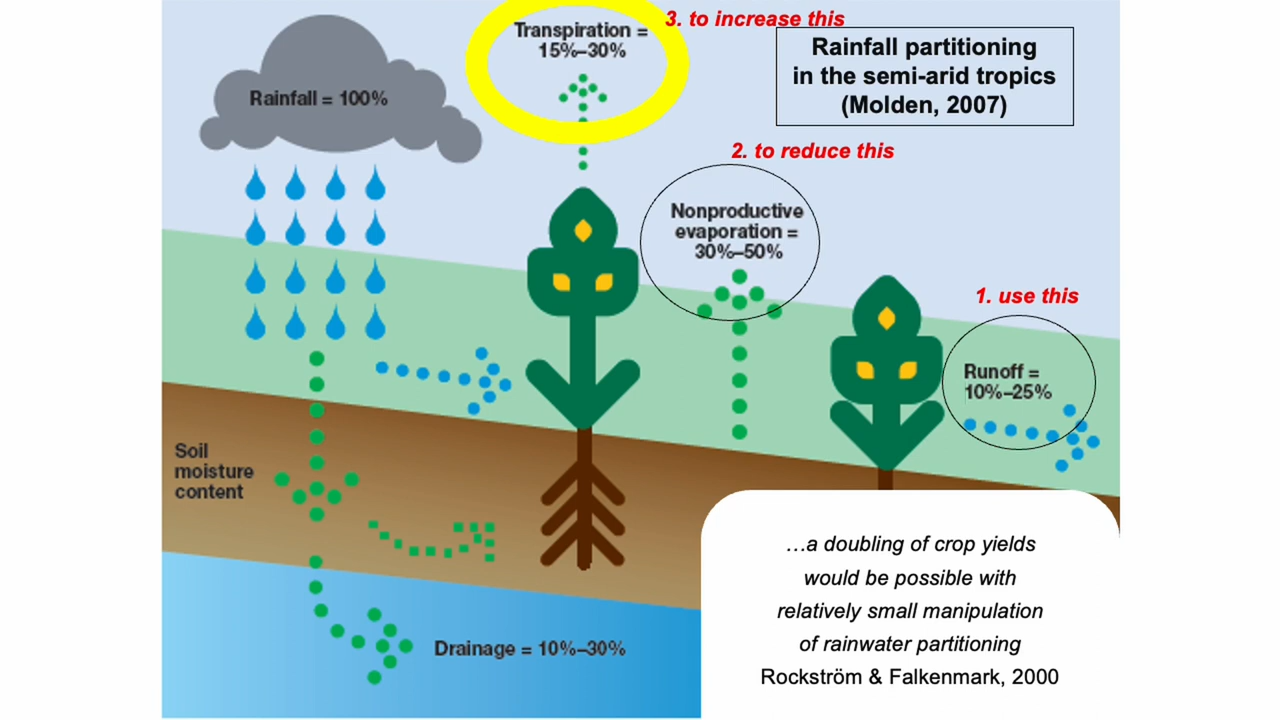 Transpiration =
15%–30%
3. to increase this
Rainfall partitioning
in the semi-arid tropics
(Molden, 2007)
Rainfall = 100%
2. to reduce this
Nonproductive
evaporation =
30%–50%
1. use this
Runoff =
10%–25%
Soil
moisture
content
Drainage = 10%–30%
…a doubling of crop yields
would be possible with
relatively small manipulation
of rainwater partitioning
Rockström & Falkenmark, 2000